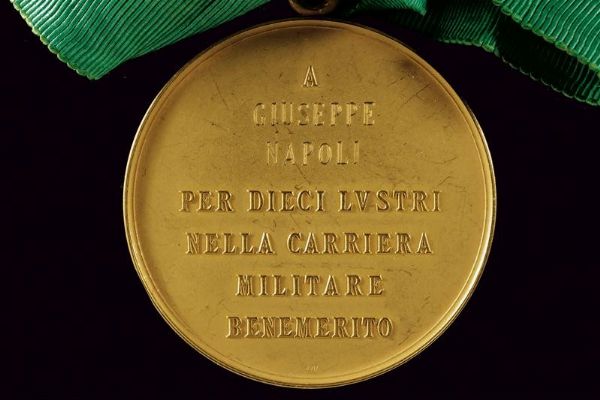 A
GIUSEPPE
NAPOLI
PER DIECI LVSTRI
NELLA CARRIERA
MILITARE
BENEMERITO